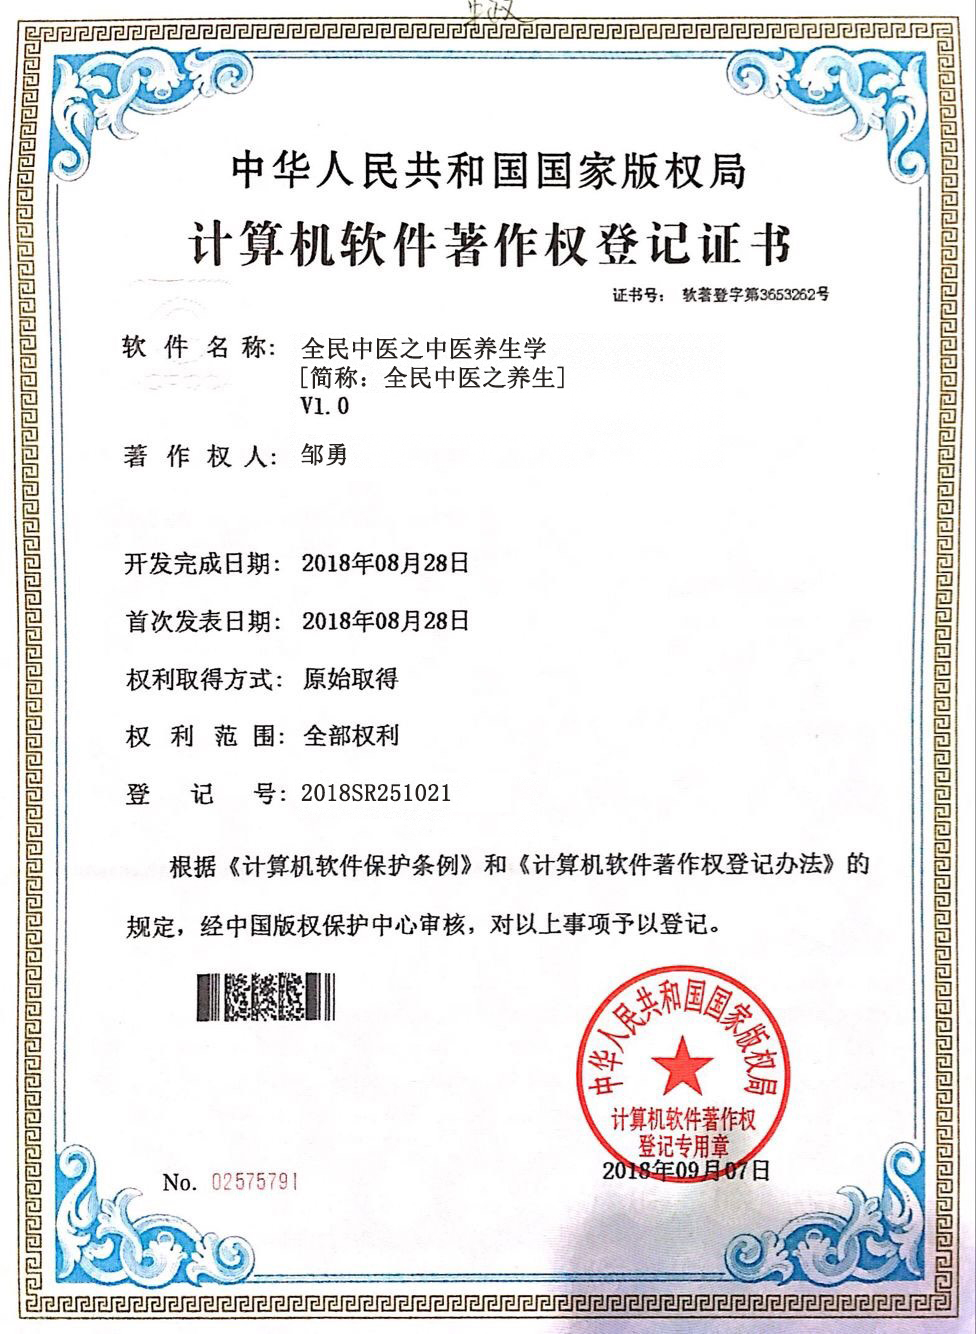 中华人民共和国国家版权局
计算机软件著作权登记证书
证书号： 软著登字第3653262号
软件名称： 全民中医之中医养生学
[简称：全民中医之养生]
V1.0
著作权人： 邹勇
开发完成日期： 2018年08月28日
首次发表日期： 2018年08月28日
权利取得方式： 原始取得
权利范围： 全部权利
登记号： 2018SR251021
根据《计算机软件保护条例》和《计算机软件著作权登记办法》的
规定，经中国版权保护中心审核，对以上事项予以登记。
中华人民共和国国家版权局
计算机软件著作权
登记专用章
2018年09月07日
No. 02575791